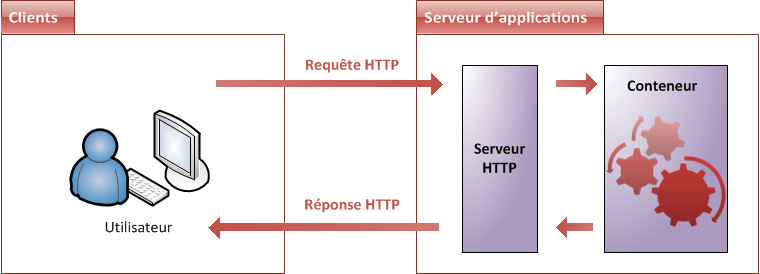 Clients
Serveur d'applications
Requête HTTP
Conteneur
Serveur
HTTP
Réponse HTTP
Utilisateur